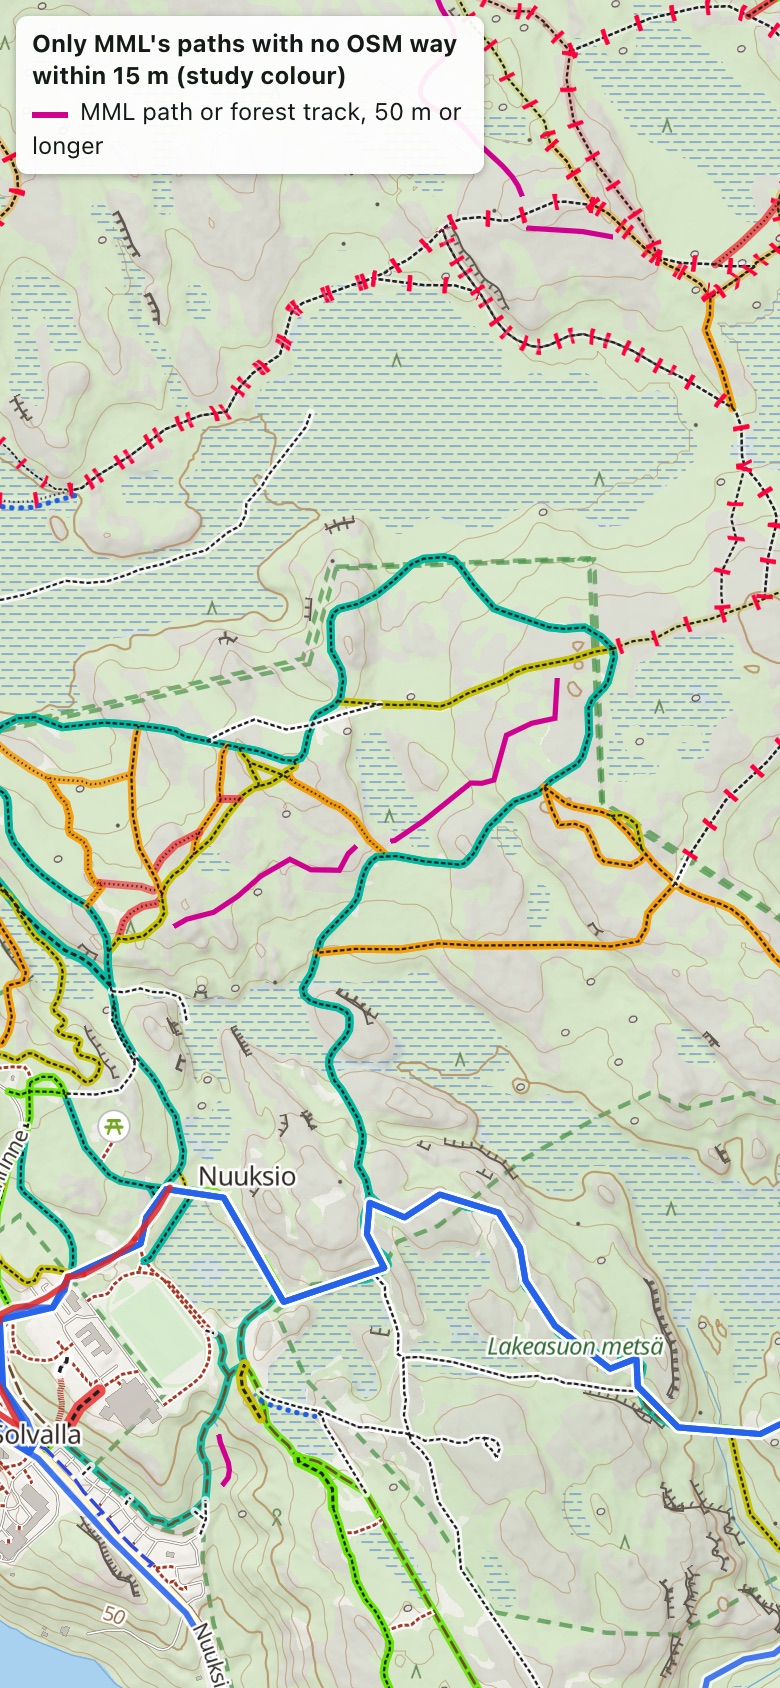 Only MML's paths with no OSM way
within 15 m (study colour)
MML path or forest track, 50 m or
longer
Nuuksio
Lakeasuon metsä
Solvalla
50
Nuuksi